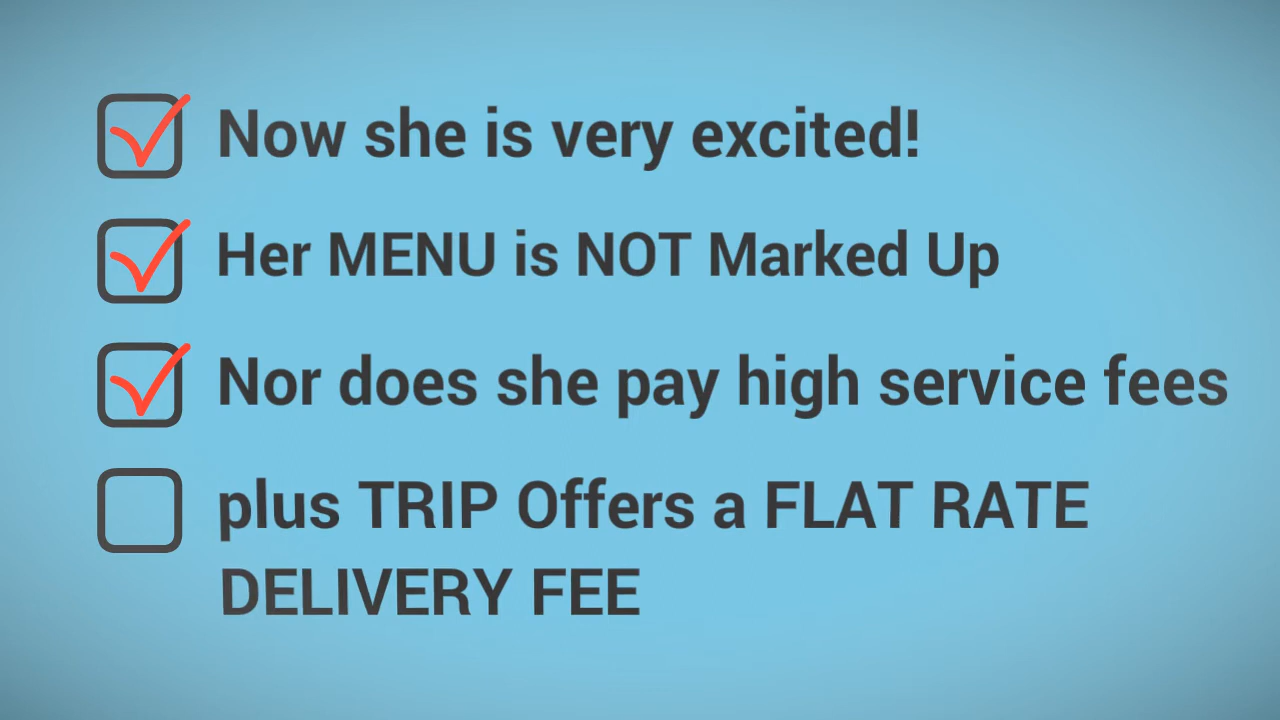 Now she is very excited!
Her MENU is NOT Marked Up
Nor does she pay high service fees
plus TRIP Offers a FLAT RATE
DELIVERY FEE